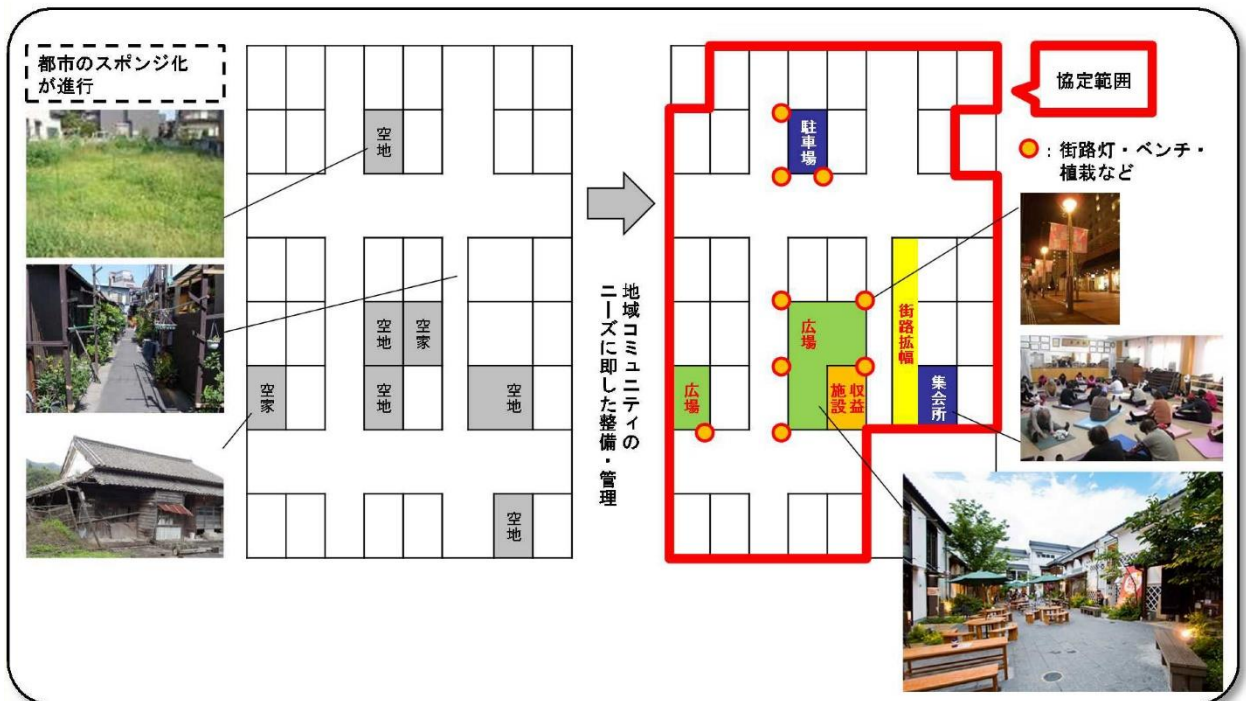 都市のスポンジ化
が進行
空地
空地
空家
空家
空地
空地
空地
地域コミュニティの
ニーズに即した整備・管理
協定範囲
：街路灯・ベンチ・
植栽など
駐車場
広場
街路拡幅
広場
収益
施設
集会所